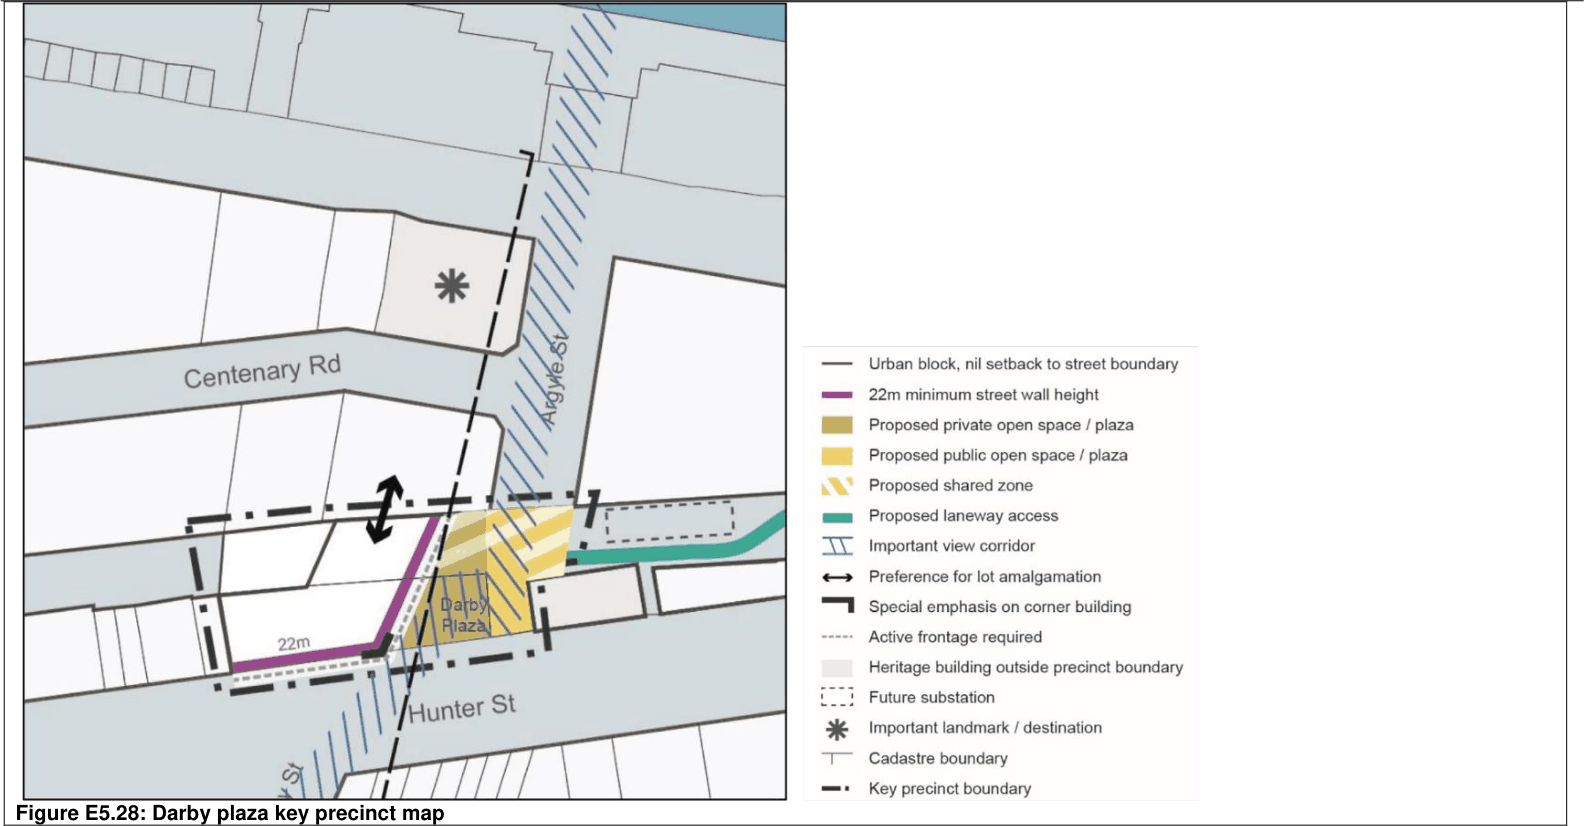 Centenary Rd
Argyle St
Darby
Plaza
22m
Hunter St
St
Urban block, nil setback to street boundary
22m minimum street wall height
Proposed private open space / plaza
Proposed public open space / plaza
Proposed shared zone
Proposed laneway access
Important view corridor
Preference for lot amalgamation
Special emphasis on corner building
Active frontage required
Heritage building outside precinct boundary
Future substation
Important landmark / destination
Cadastre boundary
Key precinct boundary
Figure E5.28: Darby plaza key precinct map